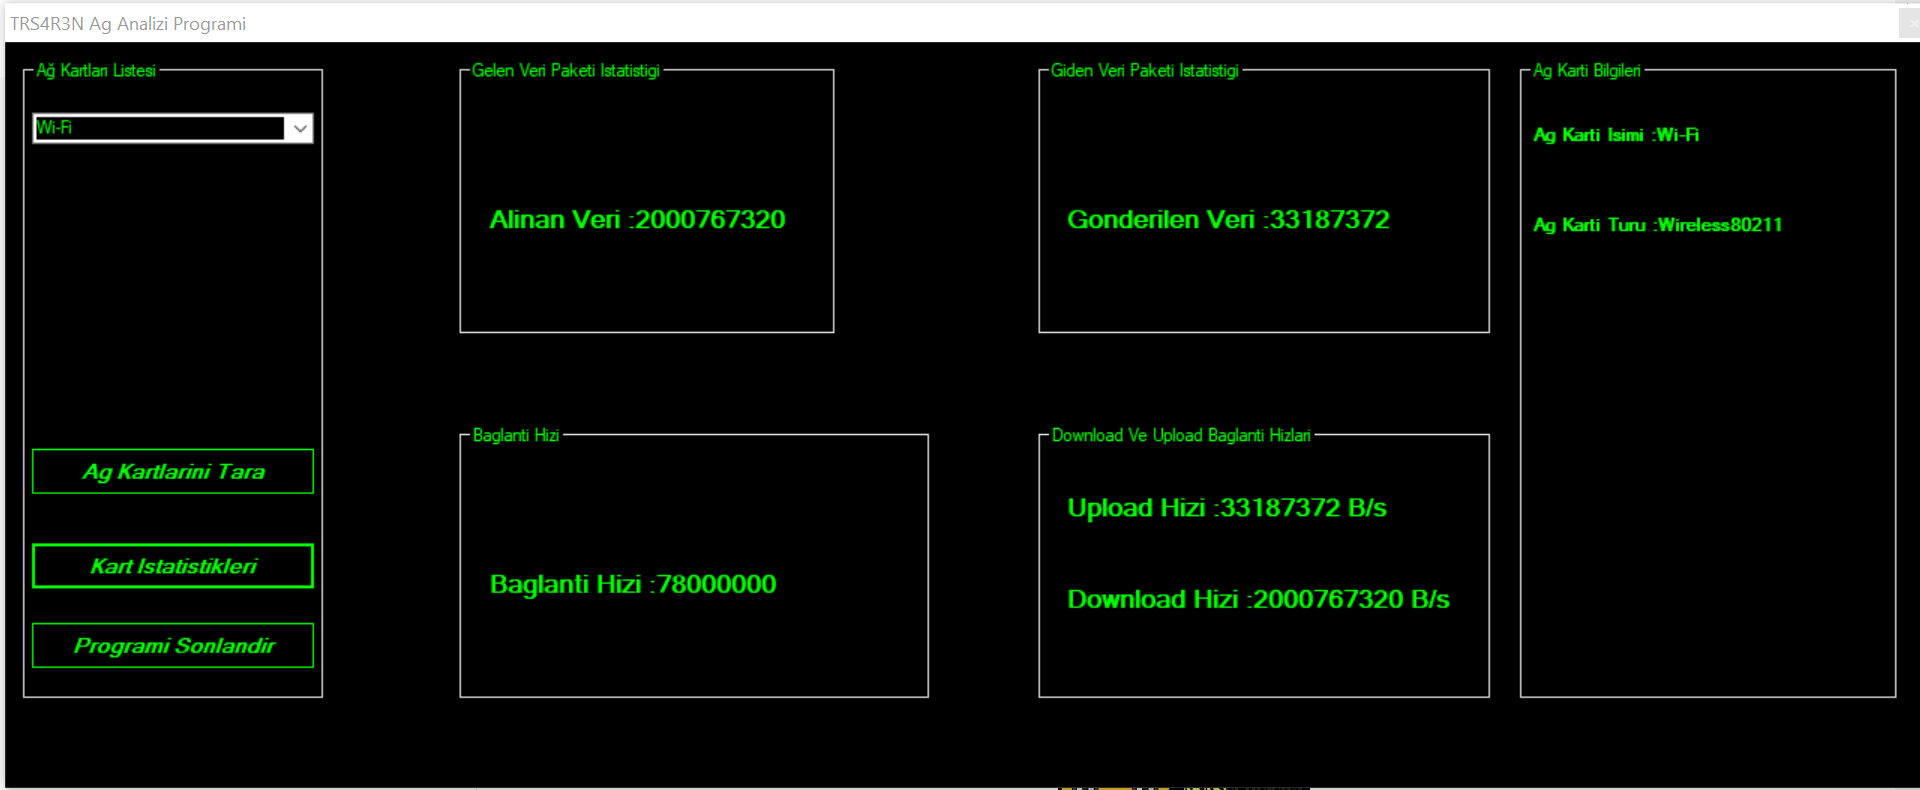 TRS4R3N Ag Analizi Programi
Ağ Kartları Listesi
Wi-Fi
Ag Kartlarini Tara
Kart Istatistikleri
Programi Sonlandir
Gelen Veri Paketi Istatistigi
Alinan Veri :2000767320
Baglanti Hizi
Baglanti Hizi :78000000
Giden Veri Paketi Istatistigi
Gonderilen Veri :33187372
Download Ve Upload Baglanti Hizlari
Upload Hizi :33187372 B/s
Download Hizi :2000767320 B/s
Ag Karti Bilgileri
Ag Karti Isimi :Wi-Fi
Ag Karti Turu :Wireless80211